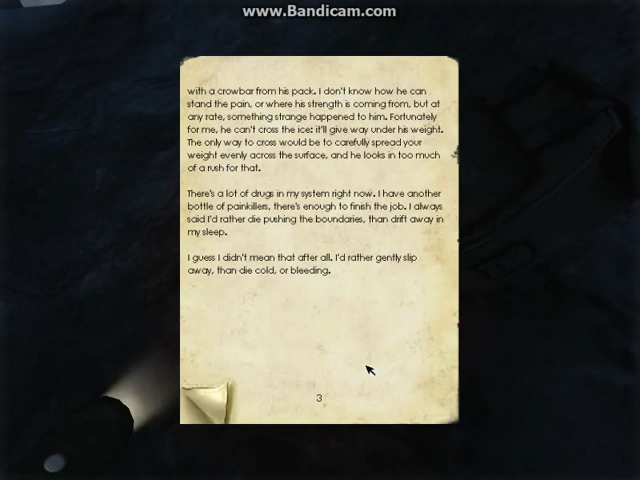 www.Bandicam.com
with a crowbar from his pack. I don't know how he can
stand the pain, or where his strength is coming from, but at
any rate, something strange happened to him. Fortunately
for me, he can't cross the ice: it'll give way under his weight.
The only way to cross would be to carefully spread your
weight evenly across the surface, and he looks in too much
of a rush for that.
There's a lot of drugs in my system right now. I have another
bottle of painkillers, there's enough to finish the job. I always
said I'd rather die pushing the boundaries, than drift away in
my sleep.
I guess I didn't mean that after all. I'd rather gently slip
away, than die cold, or bleeding.
3